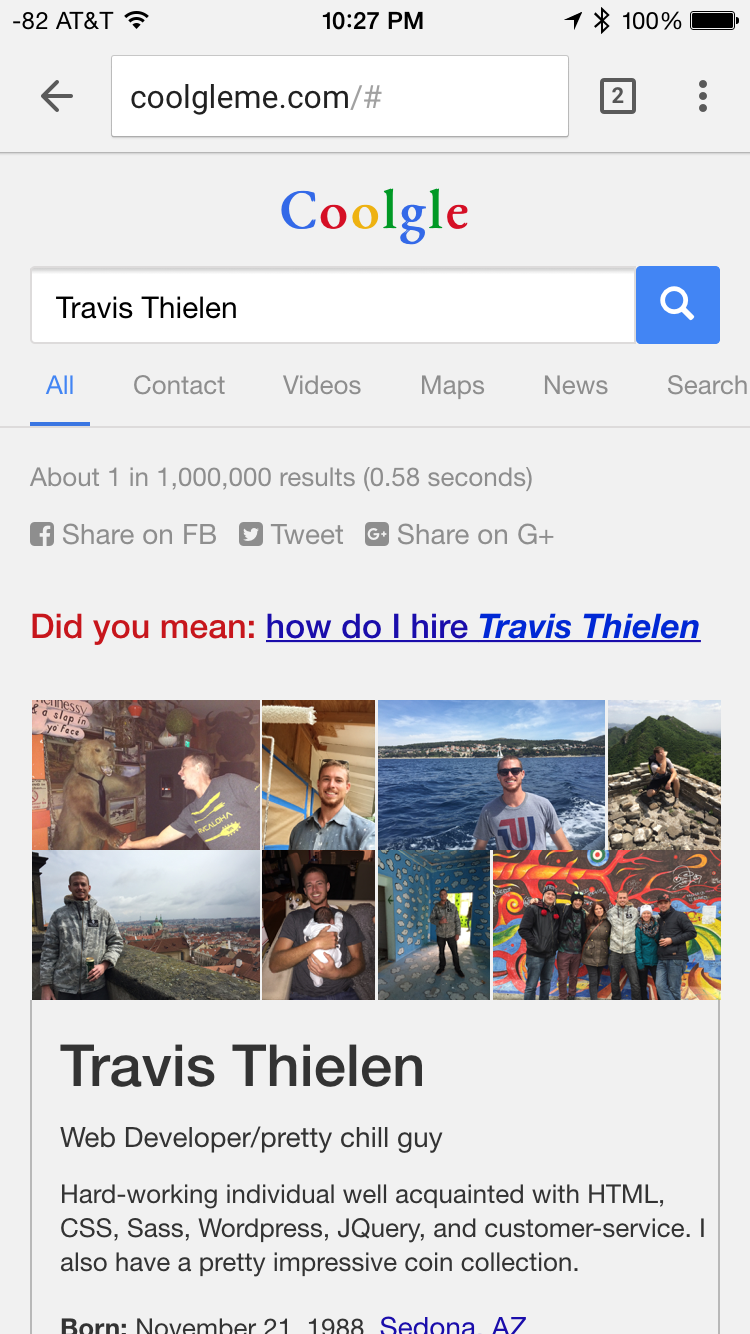 -82 AT&T 10:27 PM 100%
coolgleme.com/# 2
Coolgle
Travis Thielen
All Contact Videos Maps News Search
About 1 in 1,000,000 results (0.58 seconds)
Share on FB Tweet G+ Share on G+
Did you mean: how do I hire Travis Thielen
Hennessy
& a slap in
yo face
Travis Thielen
Web Developer/pretty chill guy
Hard-working individual well acquainted with HTML,
CSS, Sass, Wordpress, JQuery, and customer-service. I
also have a pretty impressive coin collection.
Born: November 21, 1988, Sedona, AZ